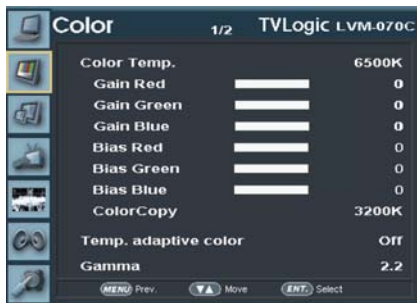 Color 1/2 TVLogic LVM-070C
Color Temp. 6500K
Gain Red 0
Gain Green 0
Gain Blue 0
Bias Red 0
Bias Green 0
Bias Blue 0
ColorCopy 3200K
Temp. adaptive color Off
Gamma 2.2
MENU Prev. ▼▲ Move ENT. Select